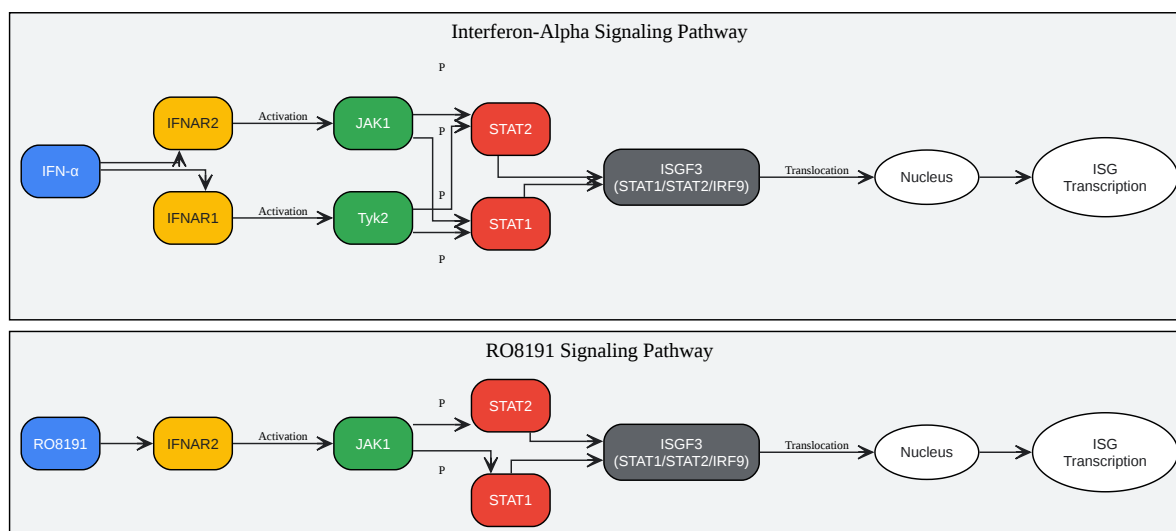 Interferon-Alpha Signaling Pathway
P
IFNAR2
Activation
JAK1
P
STAT2
IFN-α
ISGF3
(STAT1/STAT2/IRF9)
Translocation
Nucleus
ISG
Transcription
IFNAR1
Activation
Tyk2
P
STAT1
P
RO8191 Signaling Pathway
P
STAT2
RO8191
IFNAR2
Activation
JAK1
ISGF3
(STAT1/STAT2/IRF9)
Translocation
Nucleus
ISG
Transcription
P
STAT1